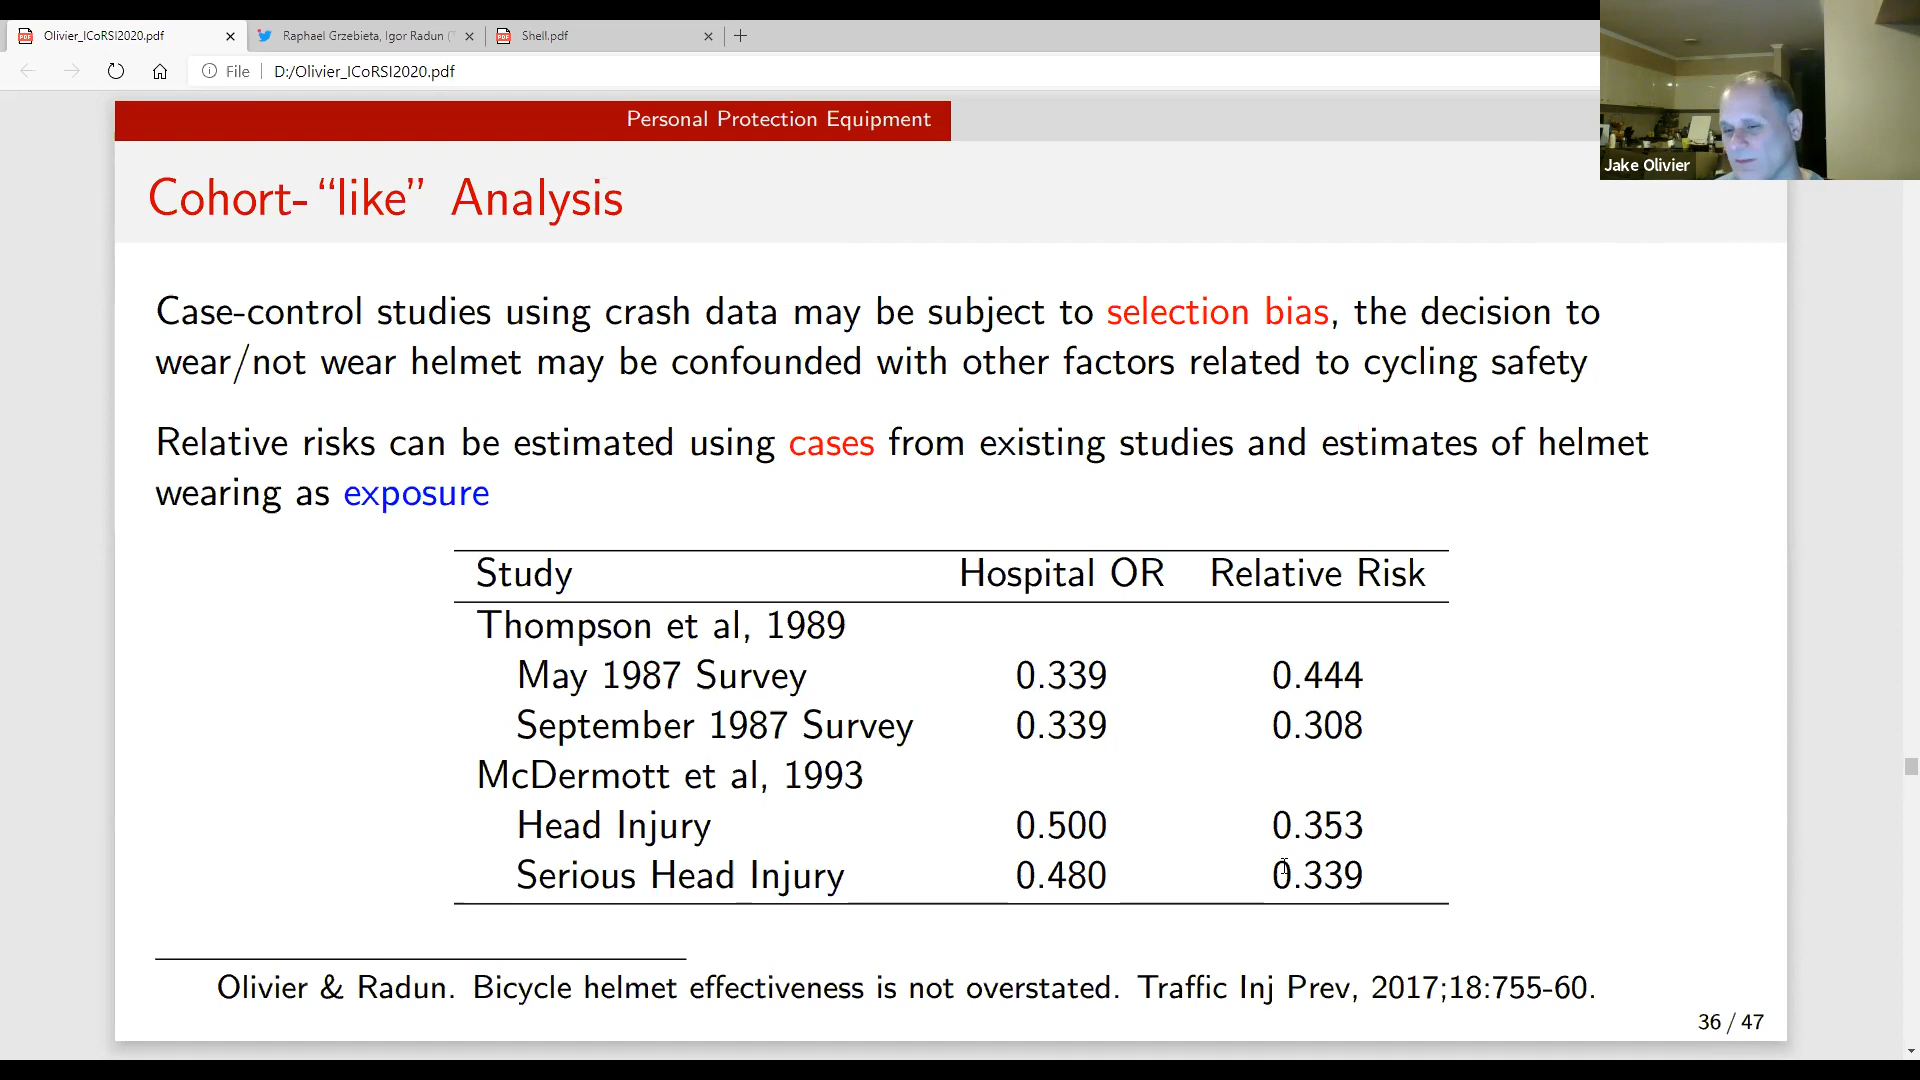 Olivier_ICoRSI2020.pdf
Raphael Grzebieta, Igor Radun ("
Shell.pdf
File
D:/Olivier_ICoRSI2020.pdf
Jake Olivier
Personal Protection Equipment
Cohort-“like” Analysis
Case-control studies using crash data may be subject to selection bias, the decision to
wear/not wear helmet may be confounded with other factors related to cycling safety
Relative risks can be estimated using cases from existing studies and estimates of helmet
wearing as exposure
Study Hospital OR Relative Risk
Thompson et al, 1989
May 1987 Survey 0.339 0.444
September 1987 Survey 0.339 0.308
McDermott et al, 1993
Head Injury 0.500 0.353
Serious Head Injury 0.480 0.339
Olivier & Radun. Bicycle helmet effectiveness is not overstated. Traffic Inj Prev, 2017;18:755-60.
36 / 47